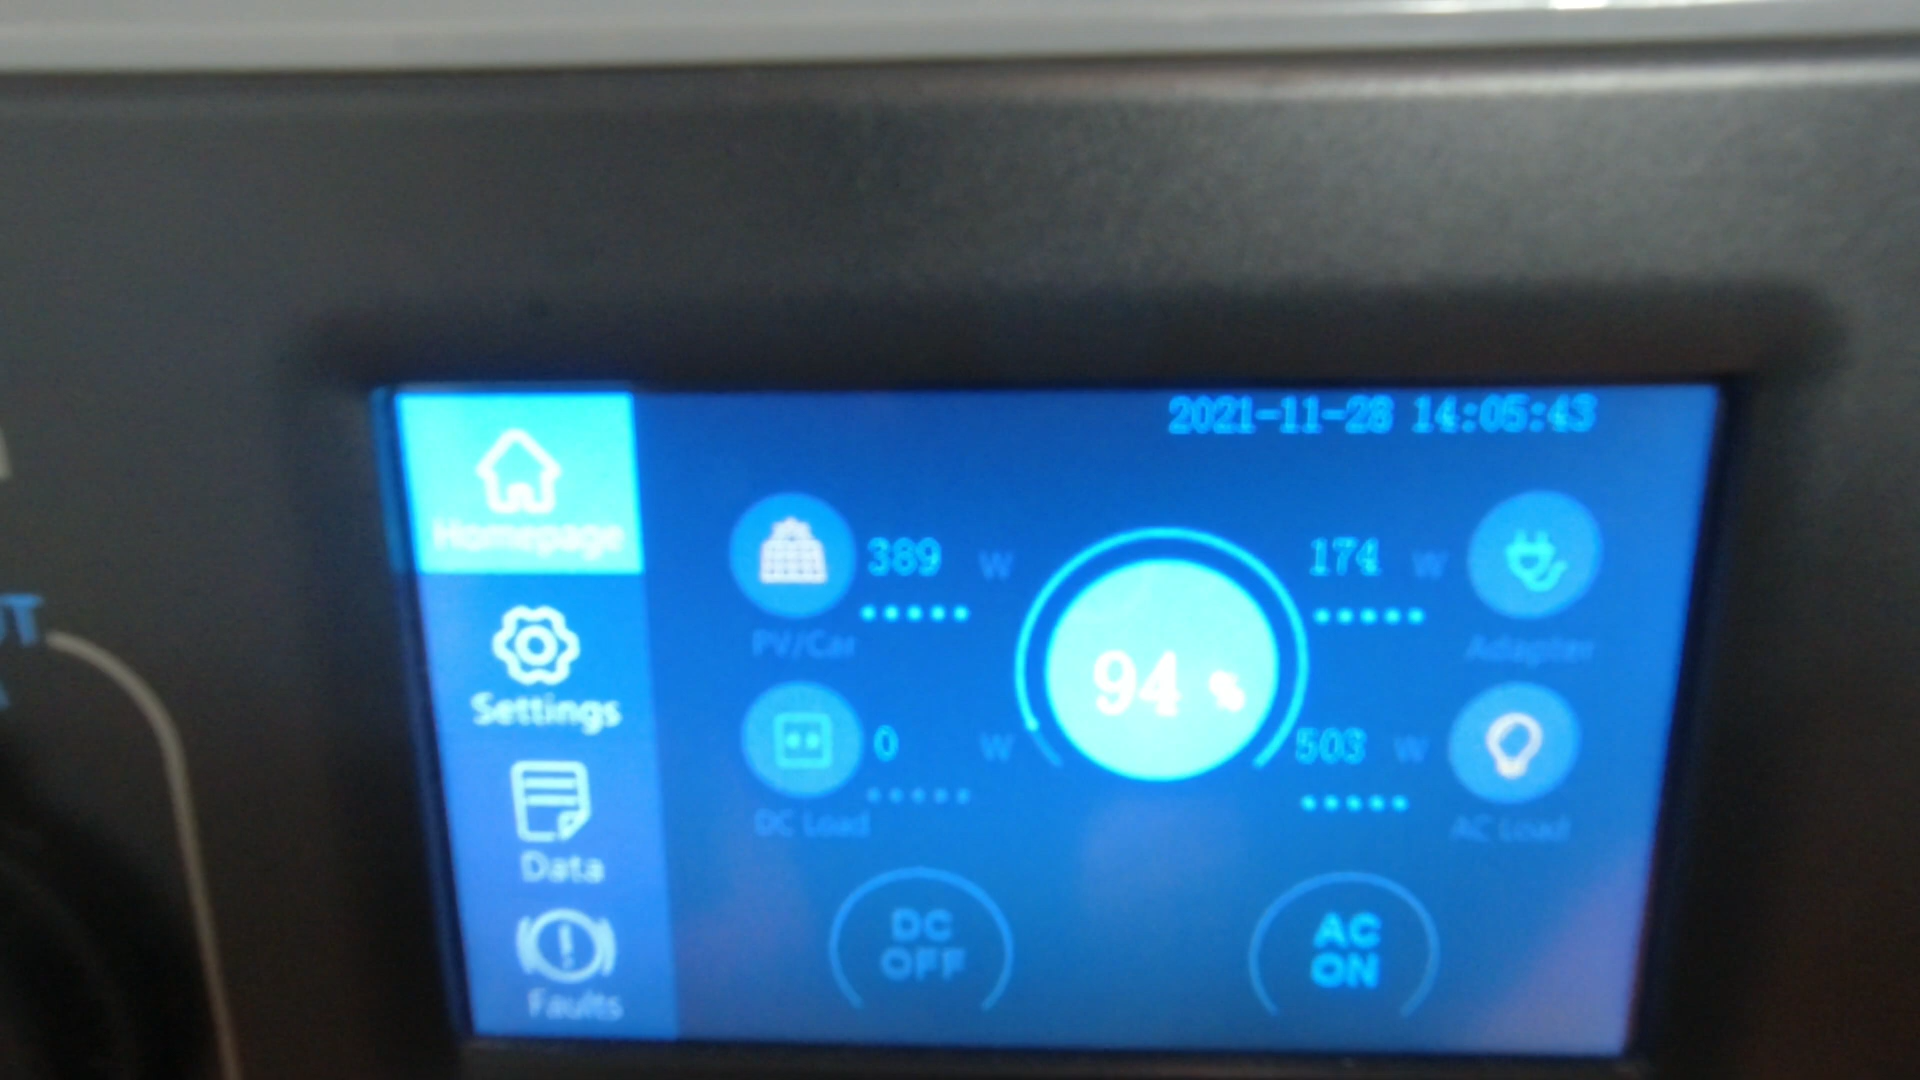 2021-11-28 14:05:43
Homepage
Settings
Data
Faults
389 W
PV/Car
174 W
Adapter
94 %
0 W
DC Load
503 W
AC Load
DC
OFF
AC
ON